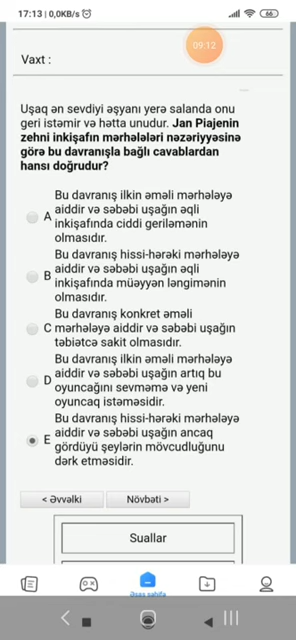 17:13 | 0,0KB/s
66
09:12
Vaxt :
Uşaq ən sevdiyi əşyanı yerə salanda onu
geri istəmir və hətta unudur. Jan Piajenin
zehni inkişafın mərhələləri nəzəriyyəsinə
görə bu davranışla bağlı cavablardan
hansı doğrudur?
Bu davranış ilkin əməli mərhələyə
A aiddir və səbəbi uşağın əqli
inkişafında ciddi geriləmənin
olmasıdır.
Bu davranış hissi-hərəki mərhələyə
B aiddir və səbəbi uşağın əqli
inkişafında müəyyən ləngimənin
olmasıdır.
Bu davranış konkret əməli
C mərhələyə aiddir və səbəbi uşağın
təbiətcə sakit olmasıdır.
Bu davranış ilkin əməli mərhələyə
D aiddir və səbəbi uşağın artıq bu
oyuncağını sevməmə və yeni
oyuncaq istəməsidir.
Bu davranış hissi-hərəki mərhələyə
E aiddir və səbəbi uşağın ancaq
gördüyü şeylərin mövcudluğunu
dərk etməsidir.
< Əvvəlki
Növbəti >
Suallar
Əsas səhifə